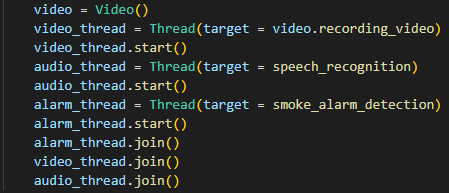 video = Video()
video_thread = Thread(target = video.recording_video)
video_thread.start()
audio_thread = Thread(target = speech_recognition)
audio_thread.start()
alarm_thread = Thread(target = smoke_alarm_detection)
alarm_thread.start()
alarm_thread.join()
video_thread.join()
audio_thread.join()